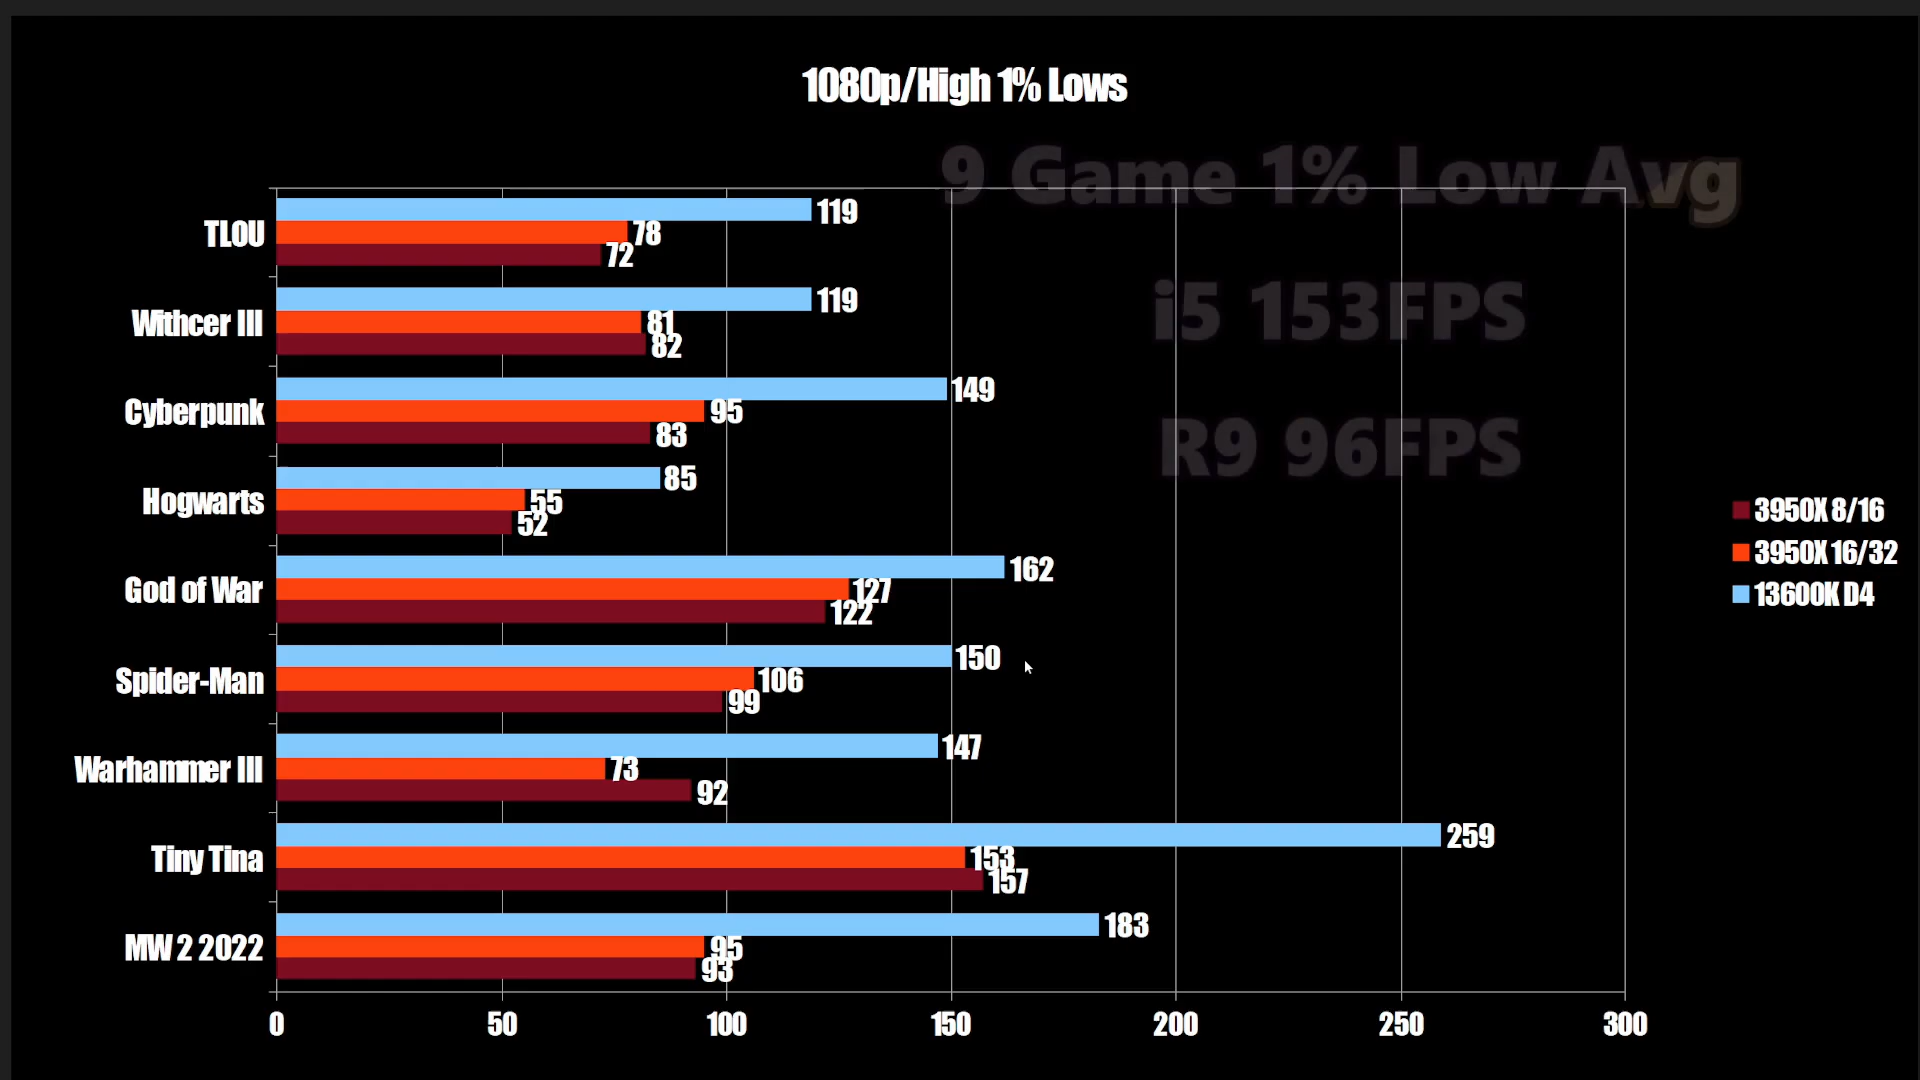 1080p/High 1% Lows
9 Game 1% Low Avg
i5 153FPS
R9 96FPS
TLOU
119
78
72
Withcer III
119
81
82
Cyberpunk
149
95
83
Hogwarts
85
55
52
God of War
162
127
122
Spider-Man
150
106
99
Warhammer III
147
73
92
Tiny Tina
259
153
157
MW 2 2022
183
95
93
0 50 100 150 200 250 300
3950X 8/16
3950X 16/32
13600K D4